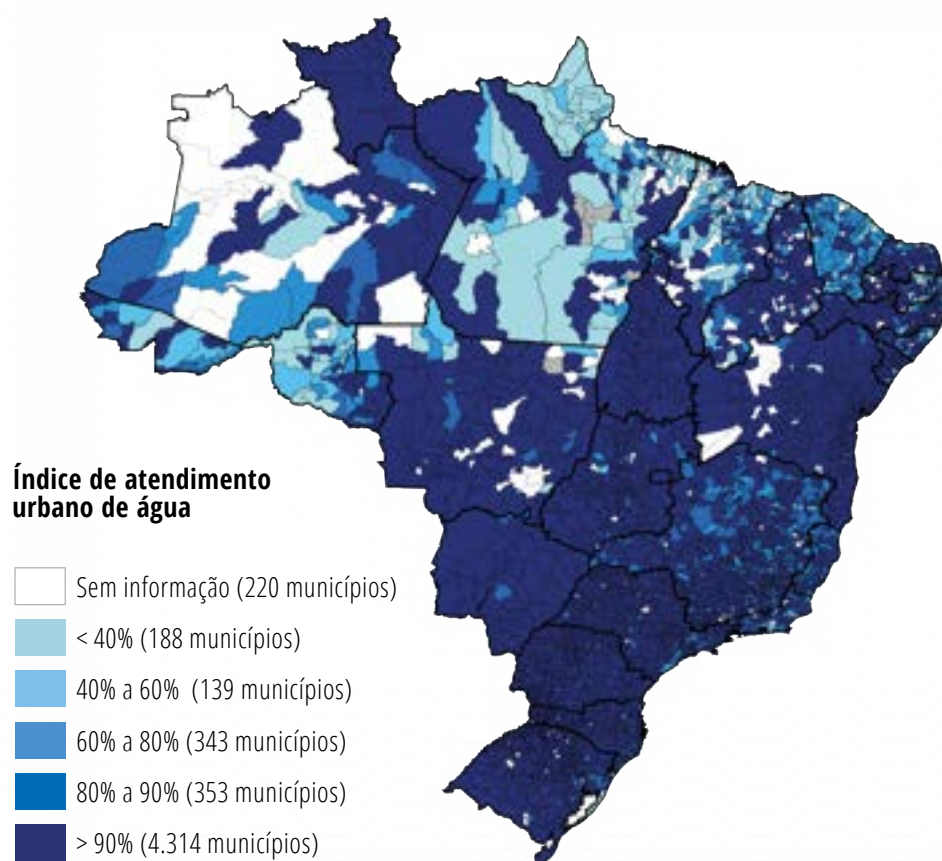 Índice de atendimento
urbano de água
Sem informação (220 municípios)
< 40% (188 municípios)
40% a 60% (139 municípios)
60% a 80% (343 municípios)
80% a 90% (353 municípios)
> 90% (4.314 municípios)